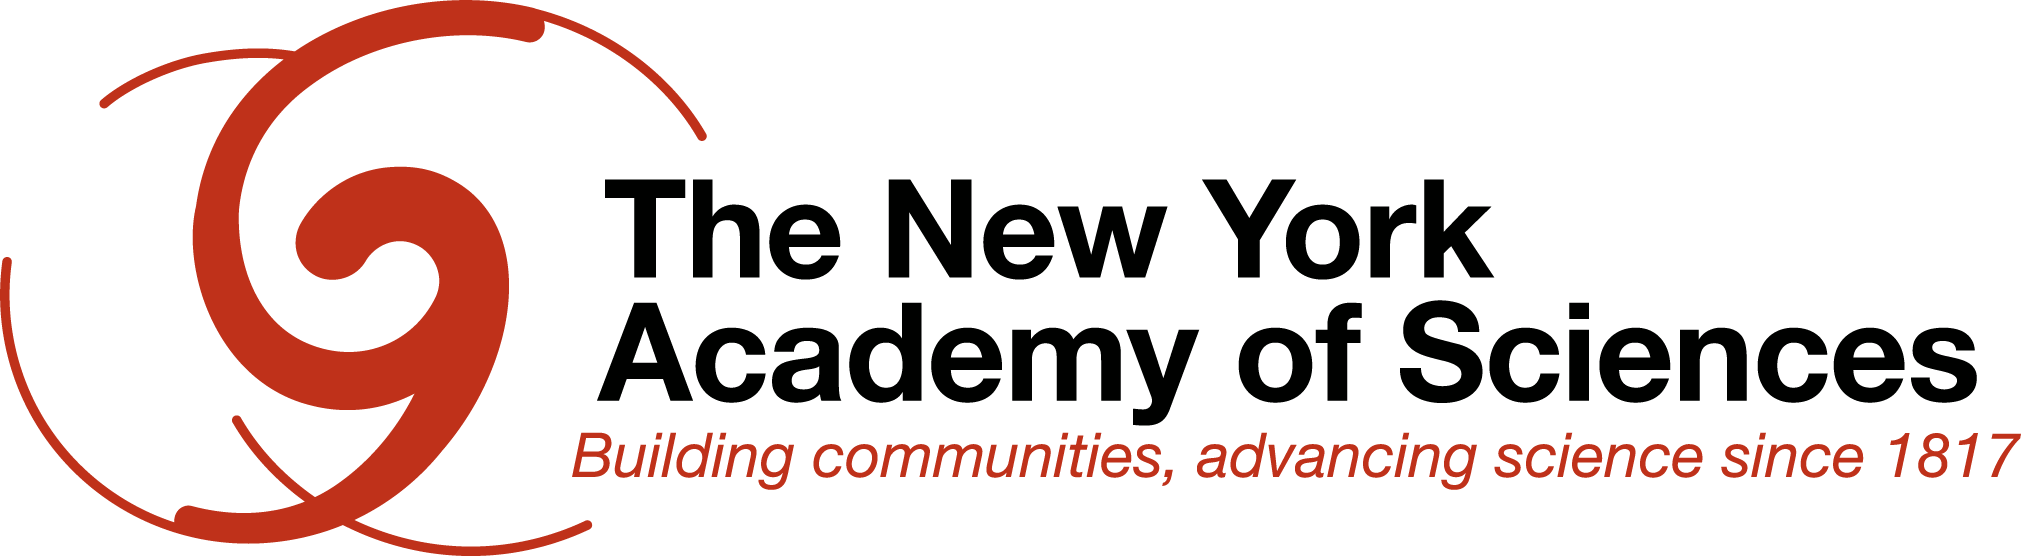 The New York
Academy of Sciences
Building communities, advancing science since 1817